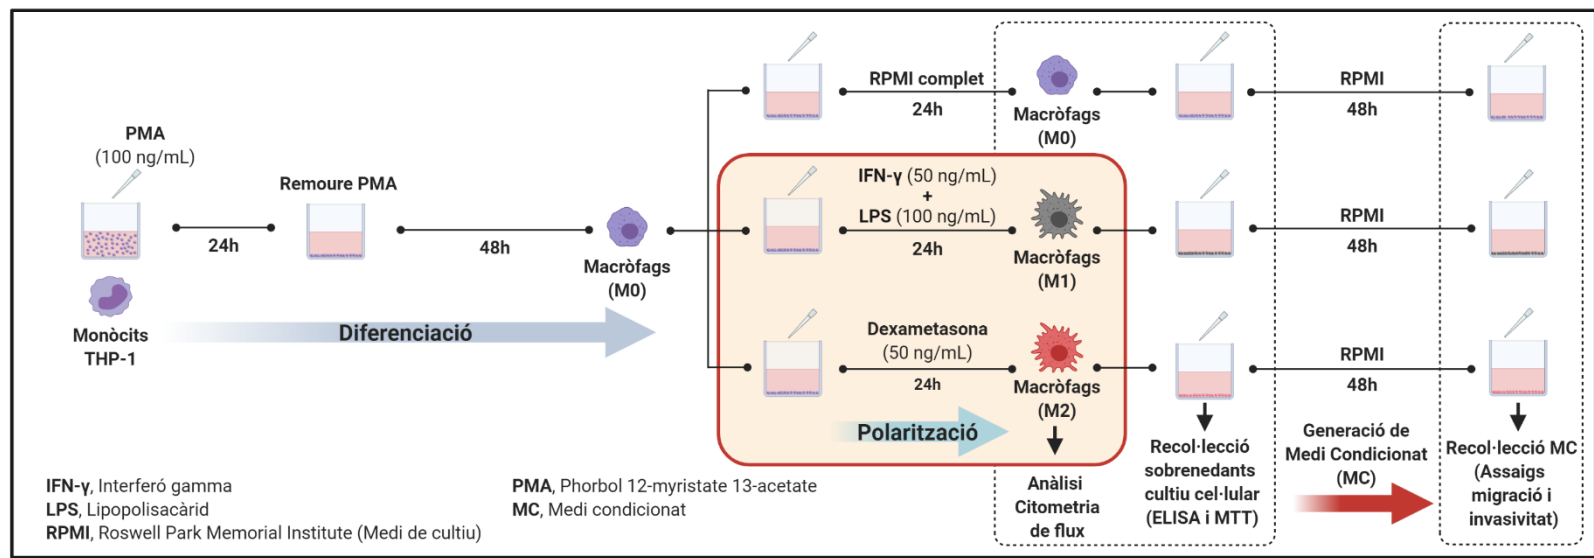 PMA
(100 ng/mL)
24h
Monòcits
THP-1
Remoure PMA
48h
Macròfags
(M0)
Diferenciació
RPMI complet
24h
Macròfags
(M0)
RPMI
48h
IFN-γ (50 ng/mL)
+
LPS (100 ng/mL)
24h
Macròfags
(M1)
RPMI
48h
Dexametasona
(50 ng/mL)
24h
Macròfags
(M2)
RPMI
48h
Polarització
Anàlisi
Citometria
de flux
Recol·lecció
sobrenedants
cultiu cel·lular
(ELISA i MTT)
Generació de
Medi Condicionat
(MC)
Recol·lecció MC
(Assaigs
migració i
invasivitat)
IFN-γ, Interferó gamma
LPS, Lipopolisacàrid
RPMI, Roswell Park Memorial Institute (Medi de cultiu)
PMA, Phorbol 12-myristate 13-acetate
MC, Medi condicionat